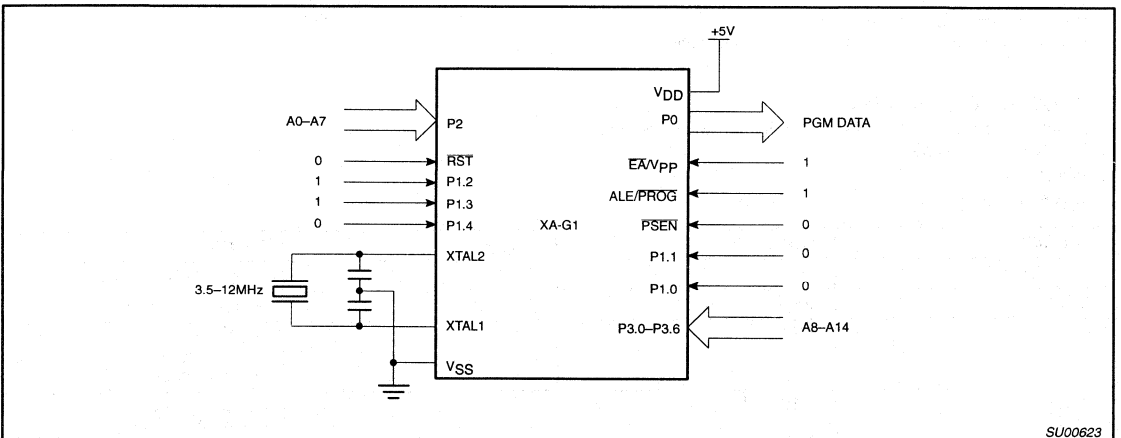 +5V
VDD
A0–A7
P2
P0
PGM DATA
0
RST
EA/VPP
1
1
P1.2
1
P1.3
ALE/PROG
1
0
P1.4
XA-G1
PSEN
0
XTAL2
P1.1
0
3.5–12MHz
P1.0
0
XTAL1
P3.0–P3.6
A8–A14
VSS
SU00623